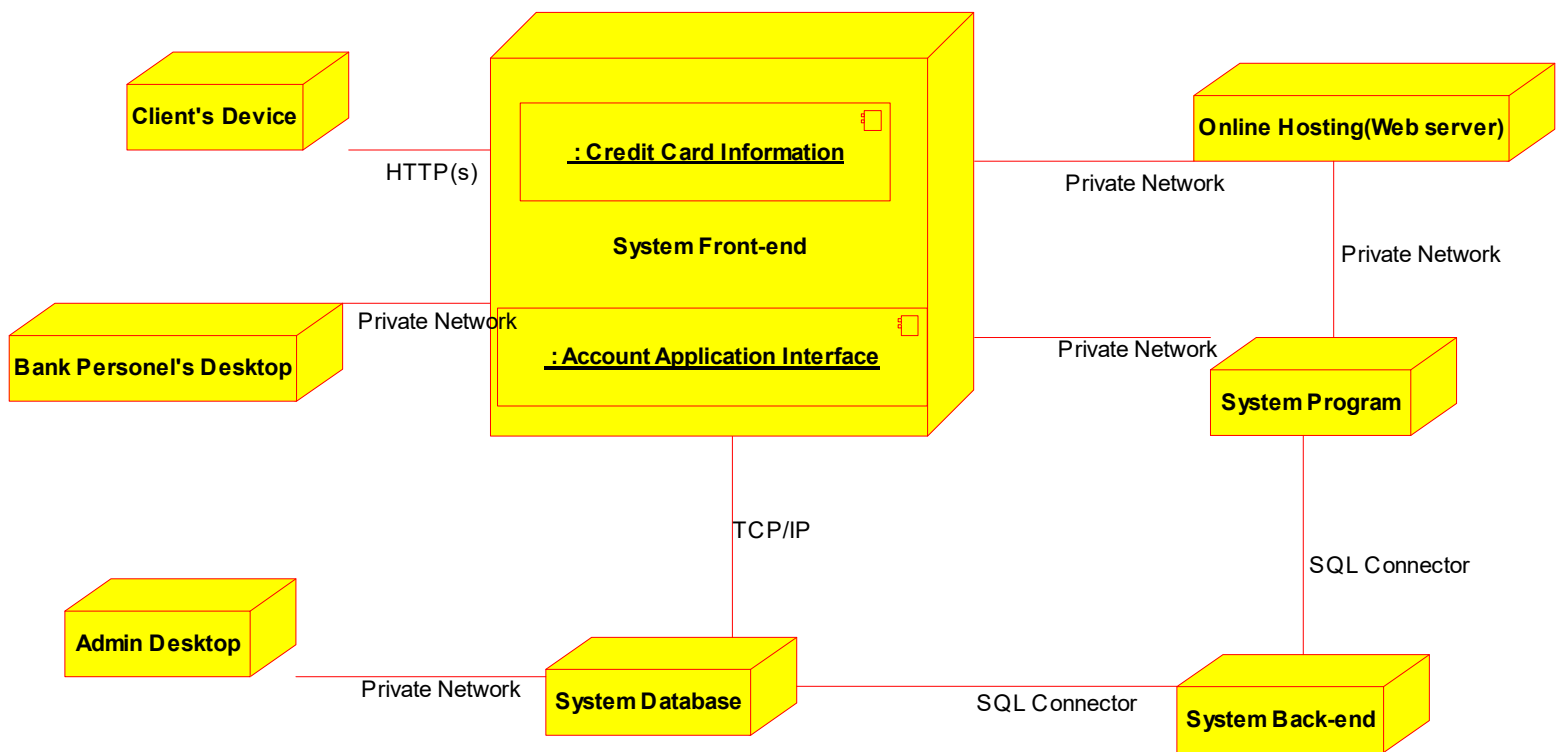 Client's Device
HTTP(s)
: Credit Card Information
System Front-end
Online Hosting(Web server)
Private Network
Private Network
Bank Personel's Desktop
Private Network
: Account Application Interface
Private Network
System Program
TCP/IP
SQL Connector
Admin Desktop
Private Network
System Database
SQL Connector
System Back-end